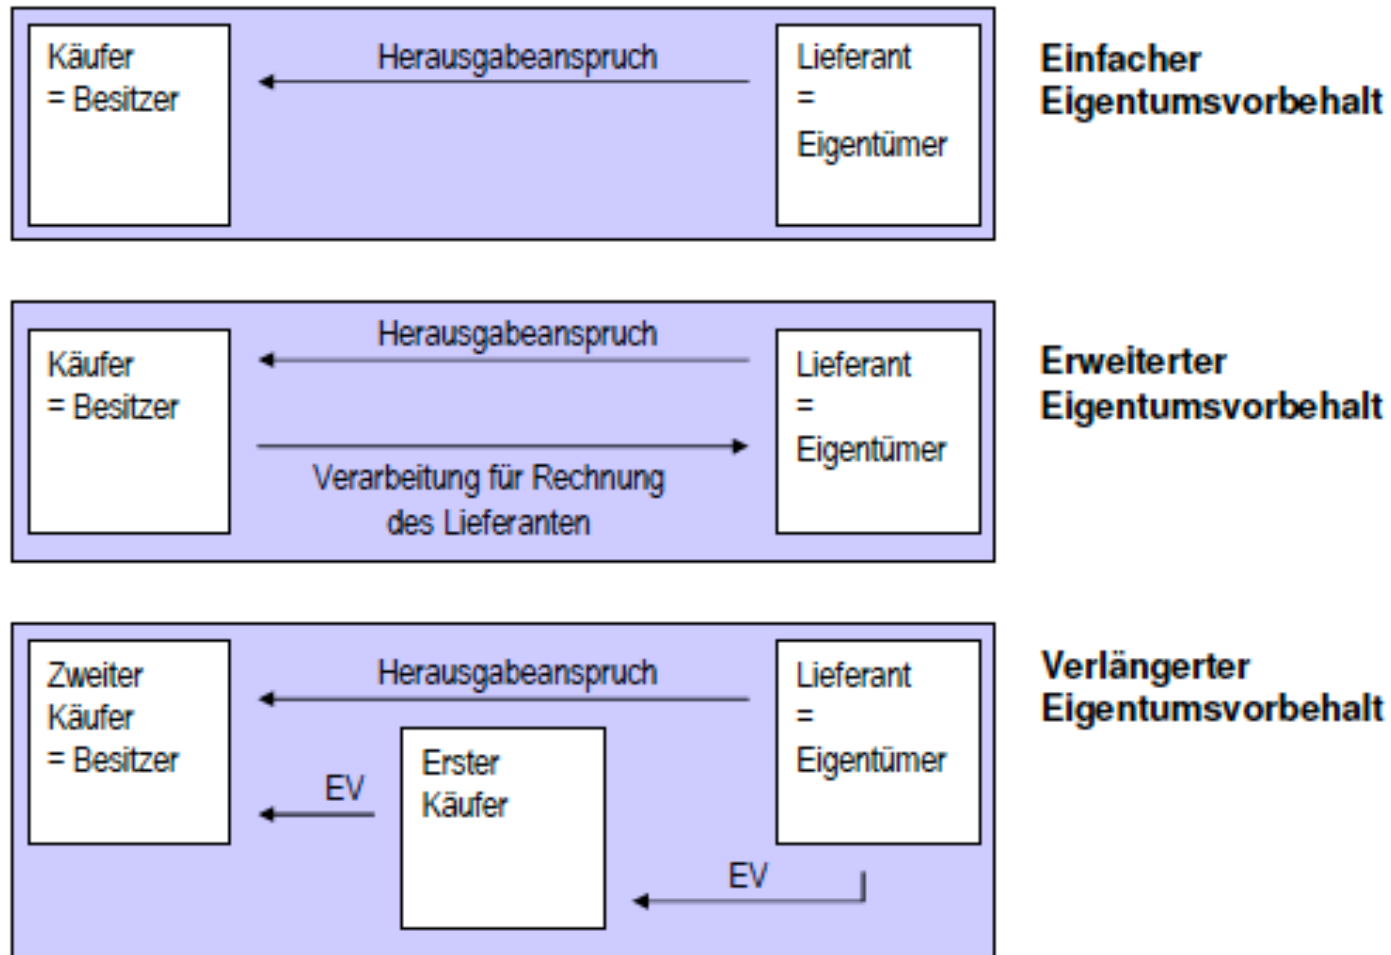 Käufer
= Besitzer
Herausgabeanspruch
Lieferant
=
Eigentümer
Einfacher
Eigentumsvorbehalt
Käufer
= Besitzer
Herausgabeanspruch
Verarbeitung für Rechnung
des Lieferanten
Lieferant
=
Eigentümer
Erweiterter
Eigentumsvorbehalt
Zweiter
Käufer
= Besitzer
Herausgabeanspruch
EV
Erster
Käufer
EV
Lieferant
=
Eigentümer
Verlängerter
Eigentumsvorbehalt